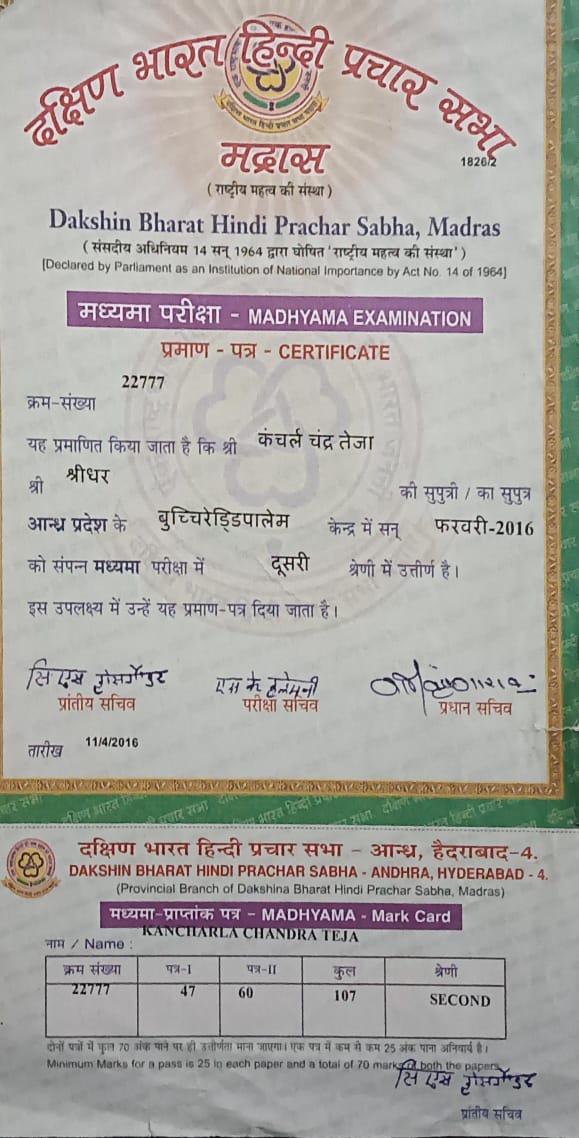 दक्षिण भारत हिन्दी प्रचार सभा
मद्रास
1826/2
( राष्ट्रीय महत्व की संस्था )
Dakshin Bharat Hindi Prachar Sabha, Madras
( संसदीय अधिनियम 14 सन् 1964 द्वारा घोषित 'राष्ट्रीय महत्व की संस्था' )
[Declared by Parliament as an Institution of National Importance by Act No. 14 of 1964]
मध्यमा परीक्षा - MADHYAMA EXAMINATION
प्रमाण - पत्र - CERTIFICATE
क्रम-संख्या 22777
यह प्रमाणित किया जाता है कि श्री कंचर्ल चंद्र तेजा
श्री श्रीधर की सुपुत्री / का सुपुत्र
आन्ध्र प्रदेश के बुच्चिरेड्डिपालेम केन्द्र में सन् फरवरी-2016
को संपन्न मध्यमा परीक्षा में दूसरी श्रेणी में उत्तीर्ण है।
इस उपलक्ष्य में उन्हें यह प्रमाण-पत्र दिया जाता है।
प्रांतीय सचिव परीक्षा सचिव प्रधान सचिव
तारीख 11/4/2016
दक्षिण भारत हिन्दी प्रचार सभा - आन्ध्र, हैदराबाद-4.
DAKSHIN BHARAT HINDI PRACHAR SABHA - ANDHRA, HYDERABAD - 4.
(Provincial Branch of Dakshina Bharat Hindi Prachar Sabha, Madras)
मध्यमा-प्राप्तांक पत्र - MADHYAMA - Mark Card
नाम / Name : KANCHARLA CHANDRA TEJA
क्रम संख्या पत्र-I पत्र-II कुल श्रेणी
22777 47 60 107 SECOND
दोनों पत्रों में कुल 70 अंक पाने पर ही उत्तीर्णता माना जाएगा। एक पत्र में कम से कम 25 अंक पाना अनिवार्य है।
Minimum Marks for a pass is 25 in each paper and a total of 70 marks of both the papers
प्रांतीय सचिव